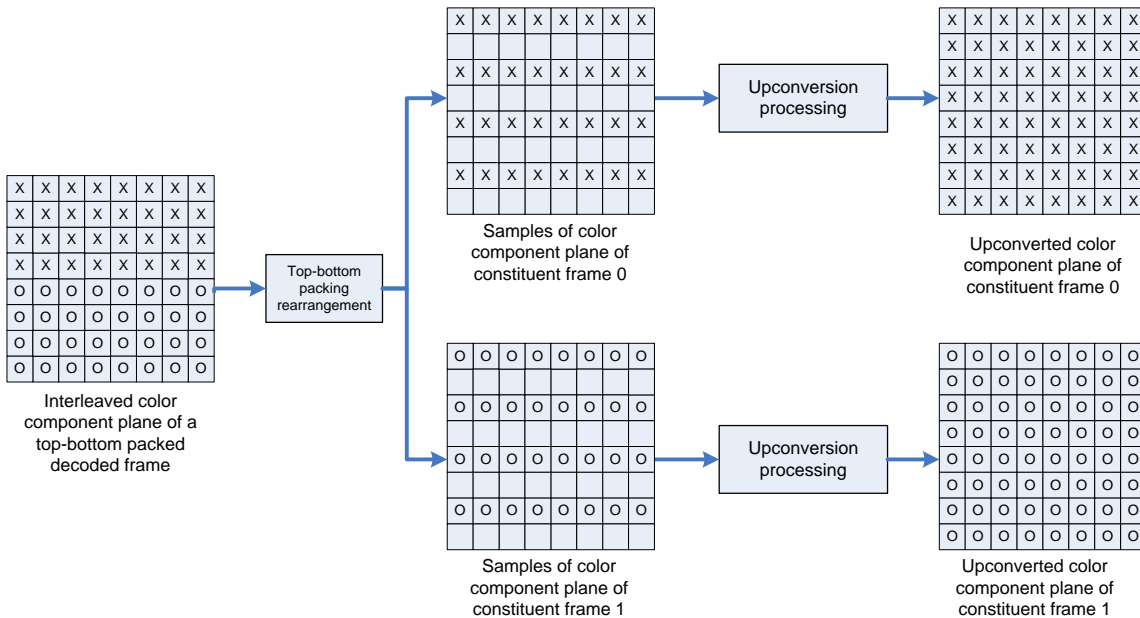 X X X X X X X X
X X X X X X X X
X X X X X X X X
X X X X X X X X
O O O O O O O O
O O O O O O O O
O O O O O O O O
O O O O O O O O
Interleaved color
component plane of a
top-bottom packed
decoded frame
Top-bottom
packing
rearrangement
X X X X X X X X
X X X X X X X X
X X X X X X X X
X X X X X X X X
Samples of color
component plane of
constituent frame 0
Upconversion
processing
X X X X X X X X
X X X X X X X X
X X X X X X X X
X X X X X X X X
X X X X X X X X
X X X X X X X X
X X X X X X X X
X X X X X X X X
Upconverted color
component plane of
constituent frame 0
O O O O O O O O
O O O O O O O O
O O O O O O O O
O O O O O O O O
Samples of color
component plane of
constituent frame 1
Upconversion
processing
O O O O O O O O
O O O O O O O O
O O O O O O O O
O O O O O O O O
O O O O O O O O
O O O O O O O O
O O O O O O O O
O O O O O O O O
Upconverted color
component plane of
constituent frame 1